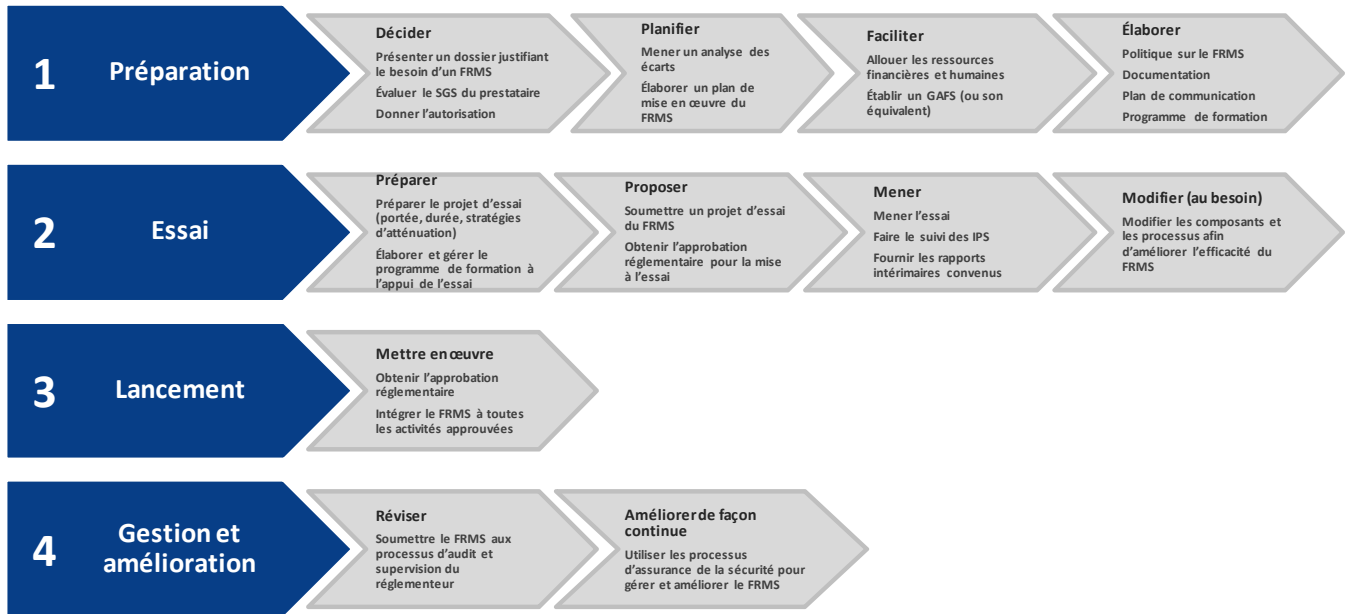 1
Préparation
Décider
Présenter un dossier justifiant
le besoin d’un FRMS
Évaluer le SGS du prestataire
Donner l’autorisation
Planifier
Mener un analyse des
écarts
Élaborer un plan de
mise en œuvre du
FRMS
Faciliter
Allouer les ressources
financières et humaines
Établir un GAFS (ou son
équivalent)
Élaborer
Politique sur le FRMS
Documentation
Plan de communication
Programme de formation
2
Essai
Préparer
Préparer le projet d’essai
(portée, durée, stratégies
d’atténuation)
Élaborer et gérer le
programme de formation à
l’appui de l’essai
Proposer
Soumettre un projet d’essai
du FRMS
Obtenir l’approbation
réglementaire pour la mise
à l’essai
Mener
Mener l’essai
Faire le suivi des IPS
Fournir les rapports
intérimaires convenus
Modifier (au besoin)
Modifier les composants et
les processus afin
d’améliorer l’efficacité du
FRMS
3
Lancement
Mettre en œuvre
Obtenir l’approbation
réglementaire
Intégrer le FRMS à toutes
les activités approuvées
4
Gestion et
amélioration
Réviser
Soumettre le FRMS aux
processus d’audit et
supervision du
réglementeur
Améliorer de façon
continue
Utiliser les processus
d’assurance de la sécurité pour
gérer et améliorer le FRMS